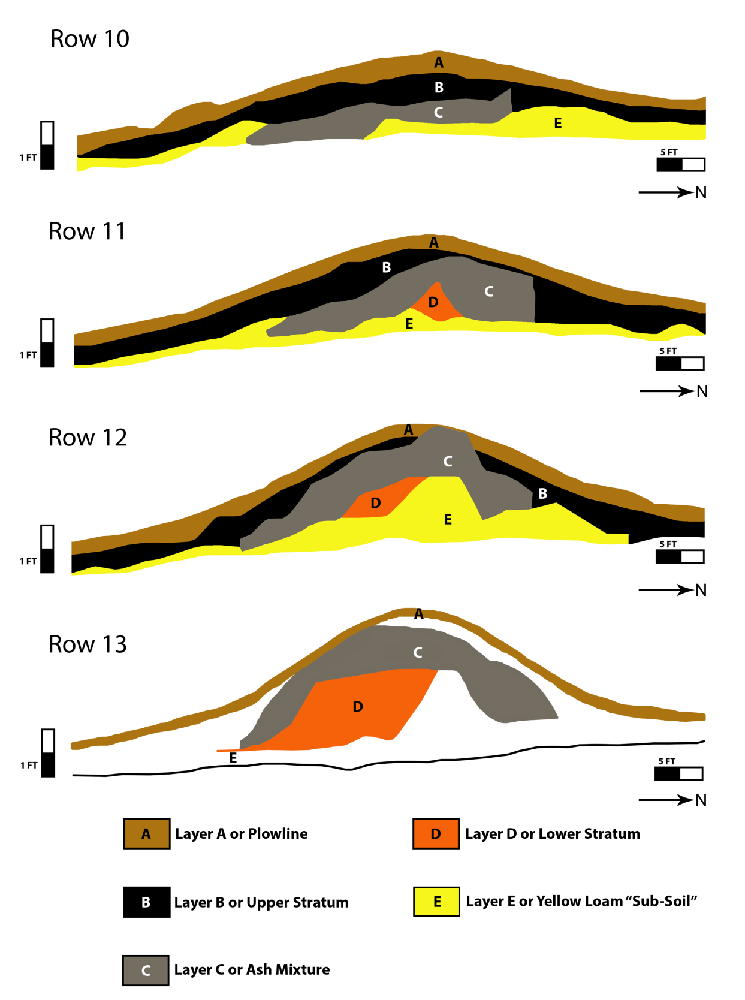 Row 10
A
B
C
E
1 FT
5 FT
N
Row 11
A
B
C
D
E
1 FT
5 FT
N
Row 12
A
C
B
D
E
1 FT
5 FT
N
A
Row 13
C
D
E
1 FT
5 FT
N
A Layer A or Plowline
D Layer D or Lower Stratum
B Layer B or Upper Stratum
E Layer E or Yellow Loam “Sub-Soil”
C Layer C or Ash Mixture